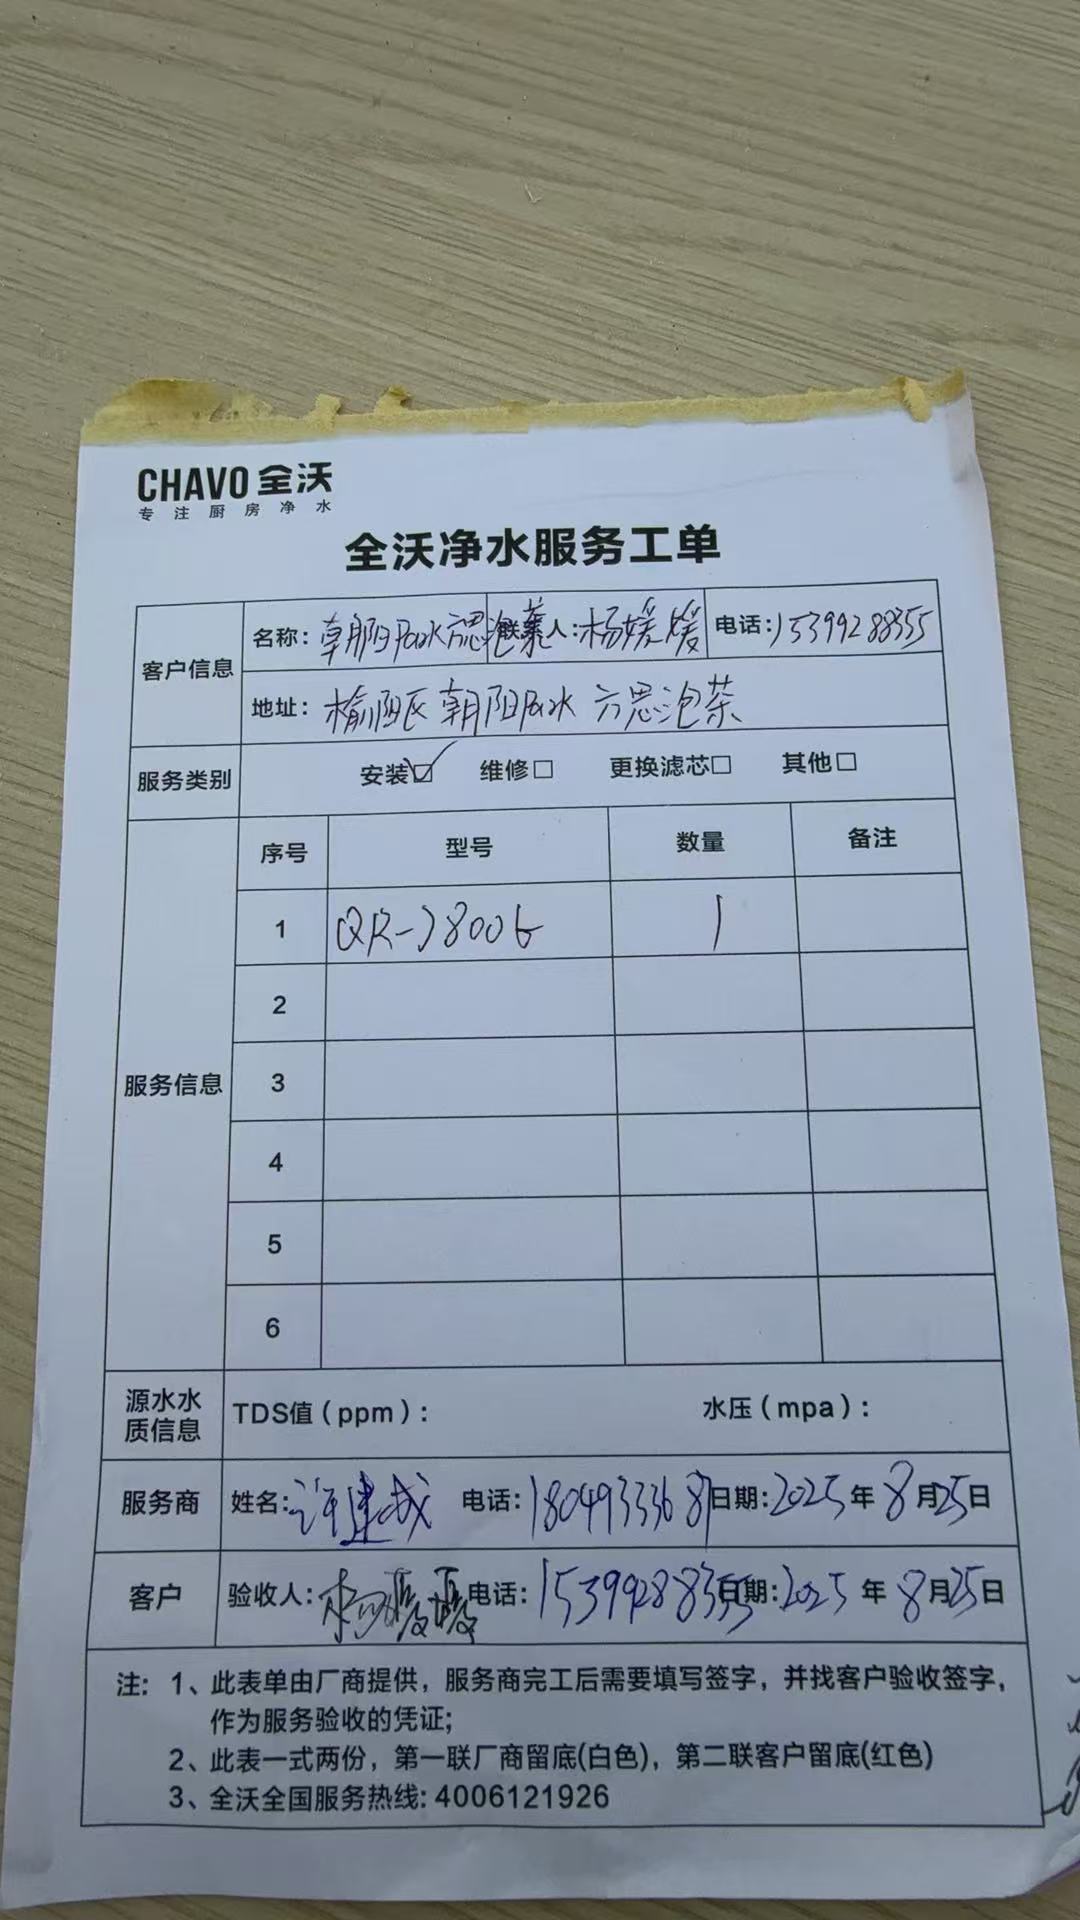 CHAVO 全沃
专注厨房净水
全沃净水服务工单
客户信息
名称: 朝阳 水 思泡茶 联系人: 杨媛媛 电话: 15399288355
地址: 榆阳区 朝阳 水 六思泡茶
服务类别 安装☑ 维修□ 更换滤芯□ 其他□
服务信息
序号 型号 数量 备注
1 QR-J800G 1
2
3
4
5
6
源水水质信息 TDS值（ppm）: 水压（mpa）:
服务商 姓名: 许建成 电话: 日期: 2025年8月25日
客户 验收人: 杨媛媛 电话: 15399288355 日期: 2025年8月25日
注: 1、此表单由厂商提供，服务商完工后需要填写签字，并找客户验收签字，
作为服务验收的凭证;
2、此表一式两份，第一联厂商留底(白色)，第二联客户留底(红色)
3、全沃全国服务热线: 4006121926